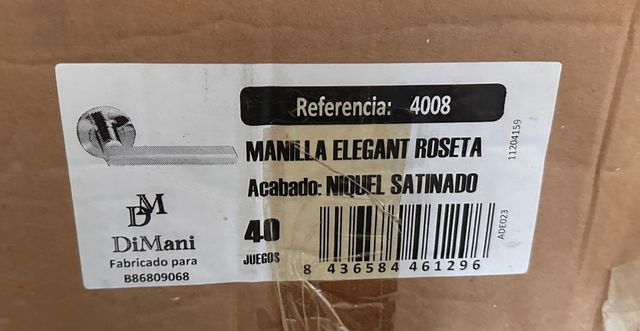 Referencia: 4008
MANILLA ELEGANT ROSETA
Acabado: NIQUEL SATINADO
40
JUEGOS
8 436584 461296
11204159
ADE023
DM
DiMani
Fabricado para
B86809068